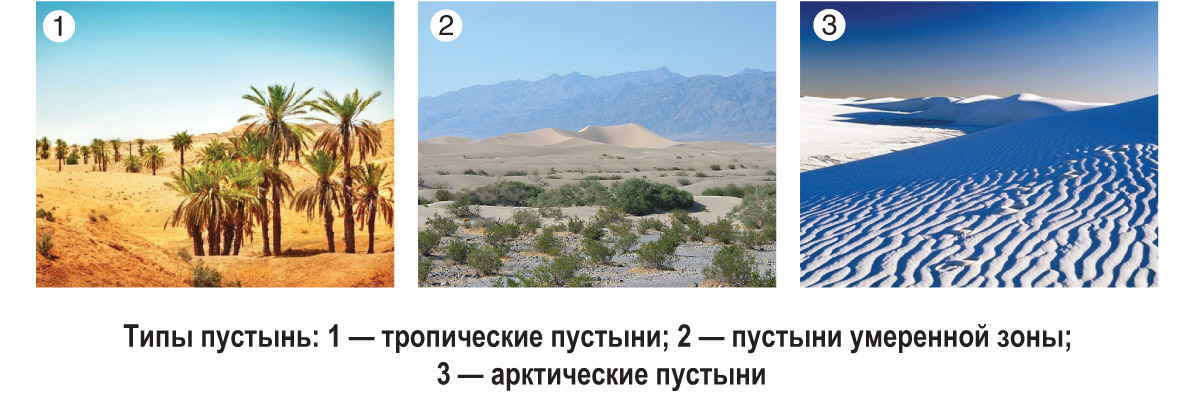 1
2
3
Типы пустынь: 1 — тропические пустыни; 2 — пустыни умеренной зоны;
3 — арктические пустыни